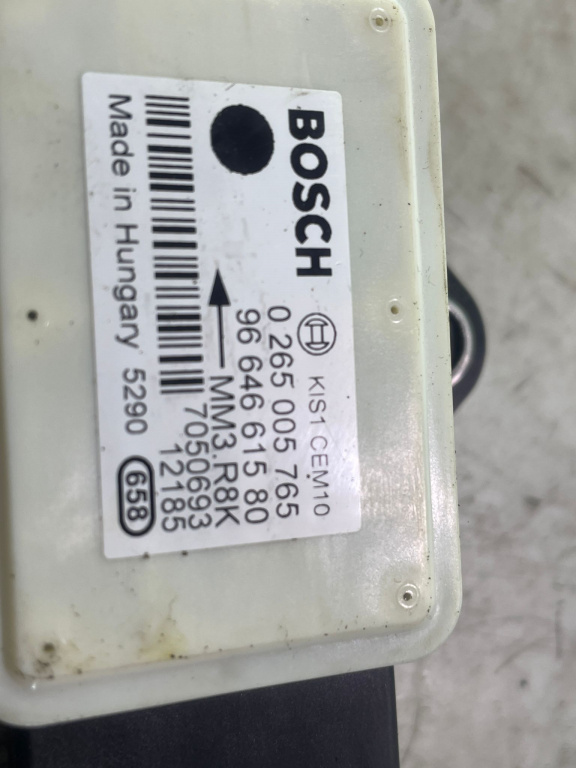 BOSCH
KIS1 CEM10
0 265 005 765
96 646 615 80
MM3.R8K
7050693
12185
Made in Hungary 5290 658